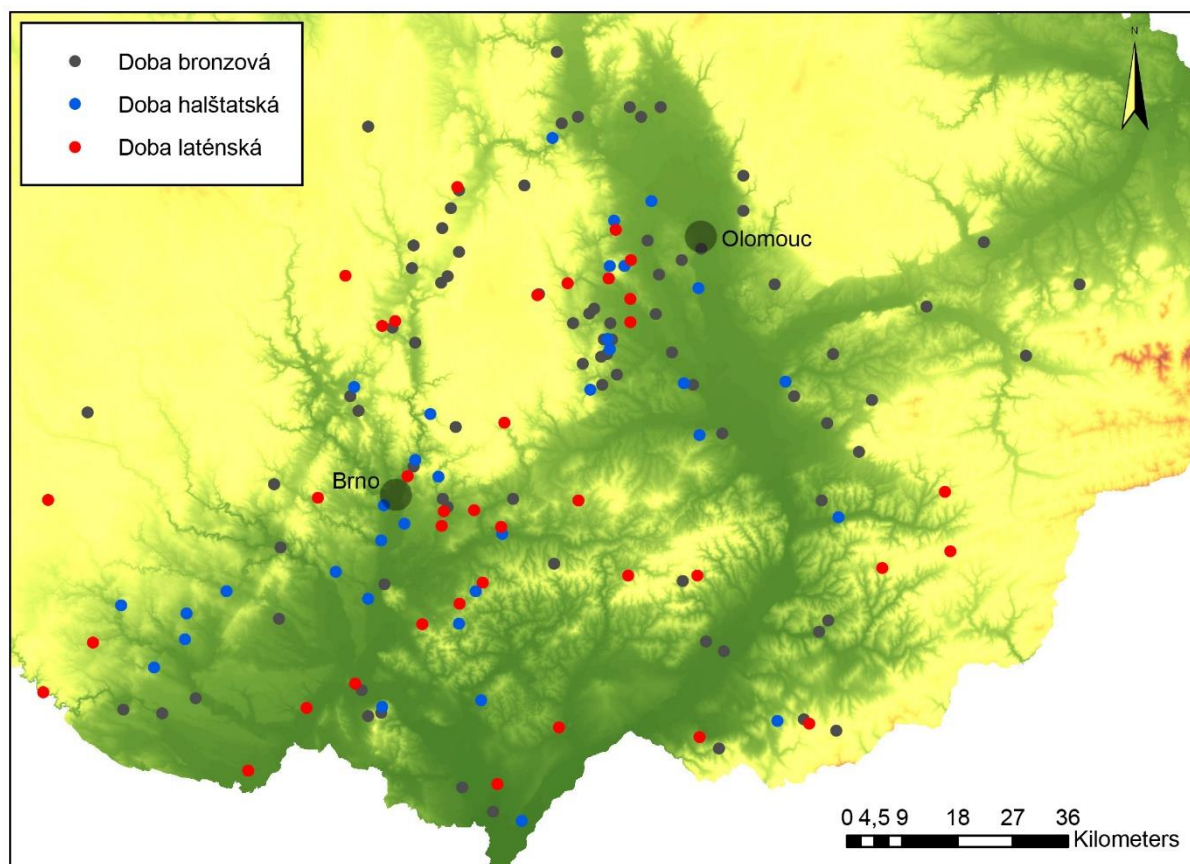 Doba bronzová
Doba halštatská
Doba laténská
N
Olomouc
Brno
0 4,5 9 18 27 36
Kilometers